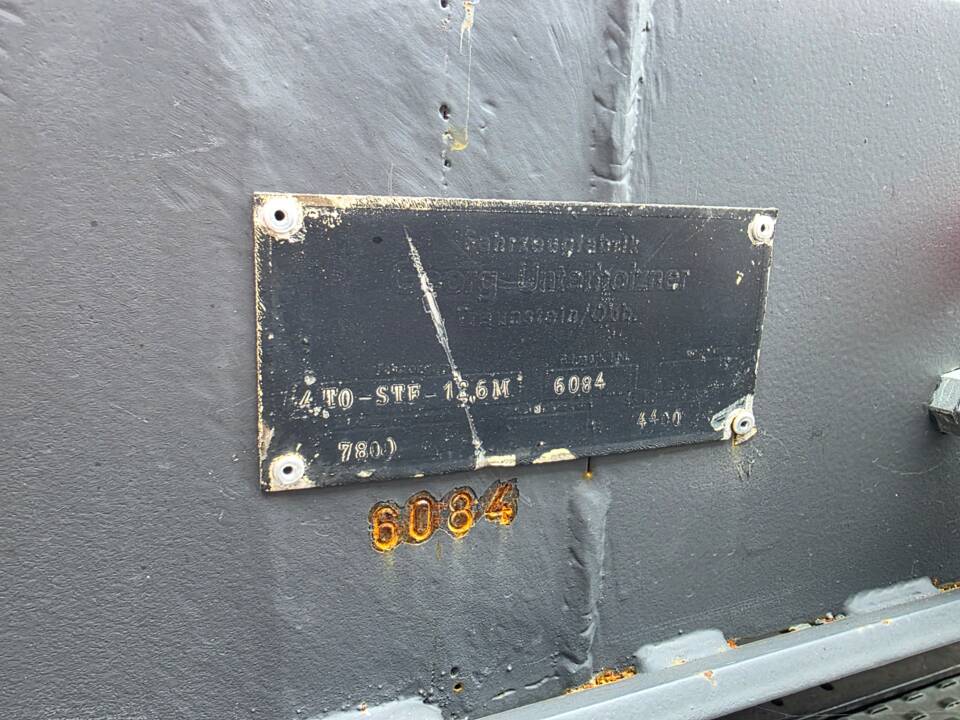 Fahrzeugfabrik
Georg Unterholzner
Traunstein/Obb.
4 TO-STF-12,6M 6084
7800 4400
6084